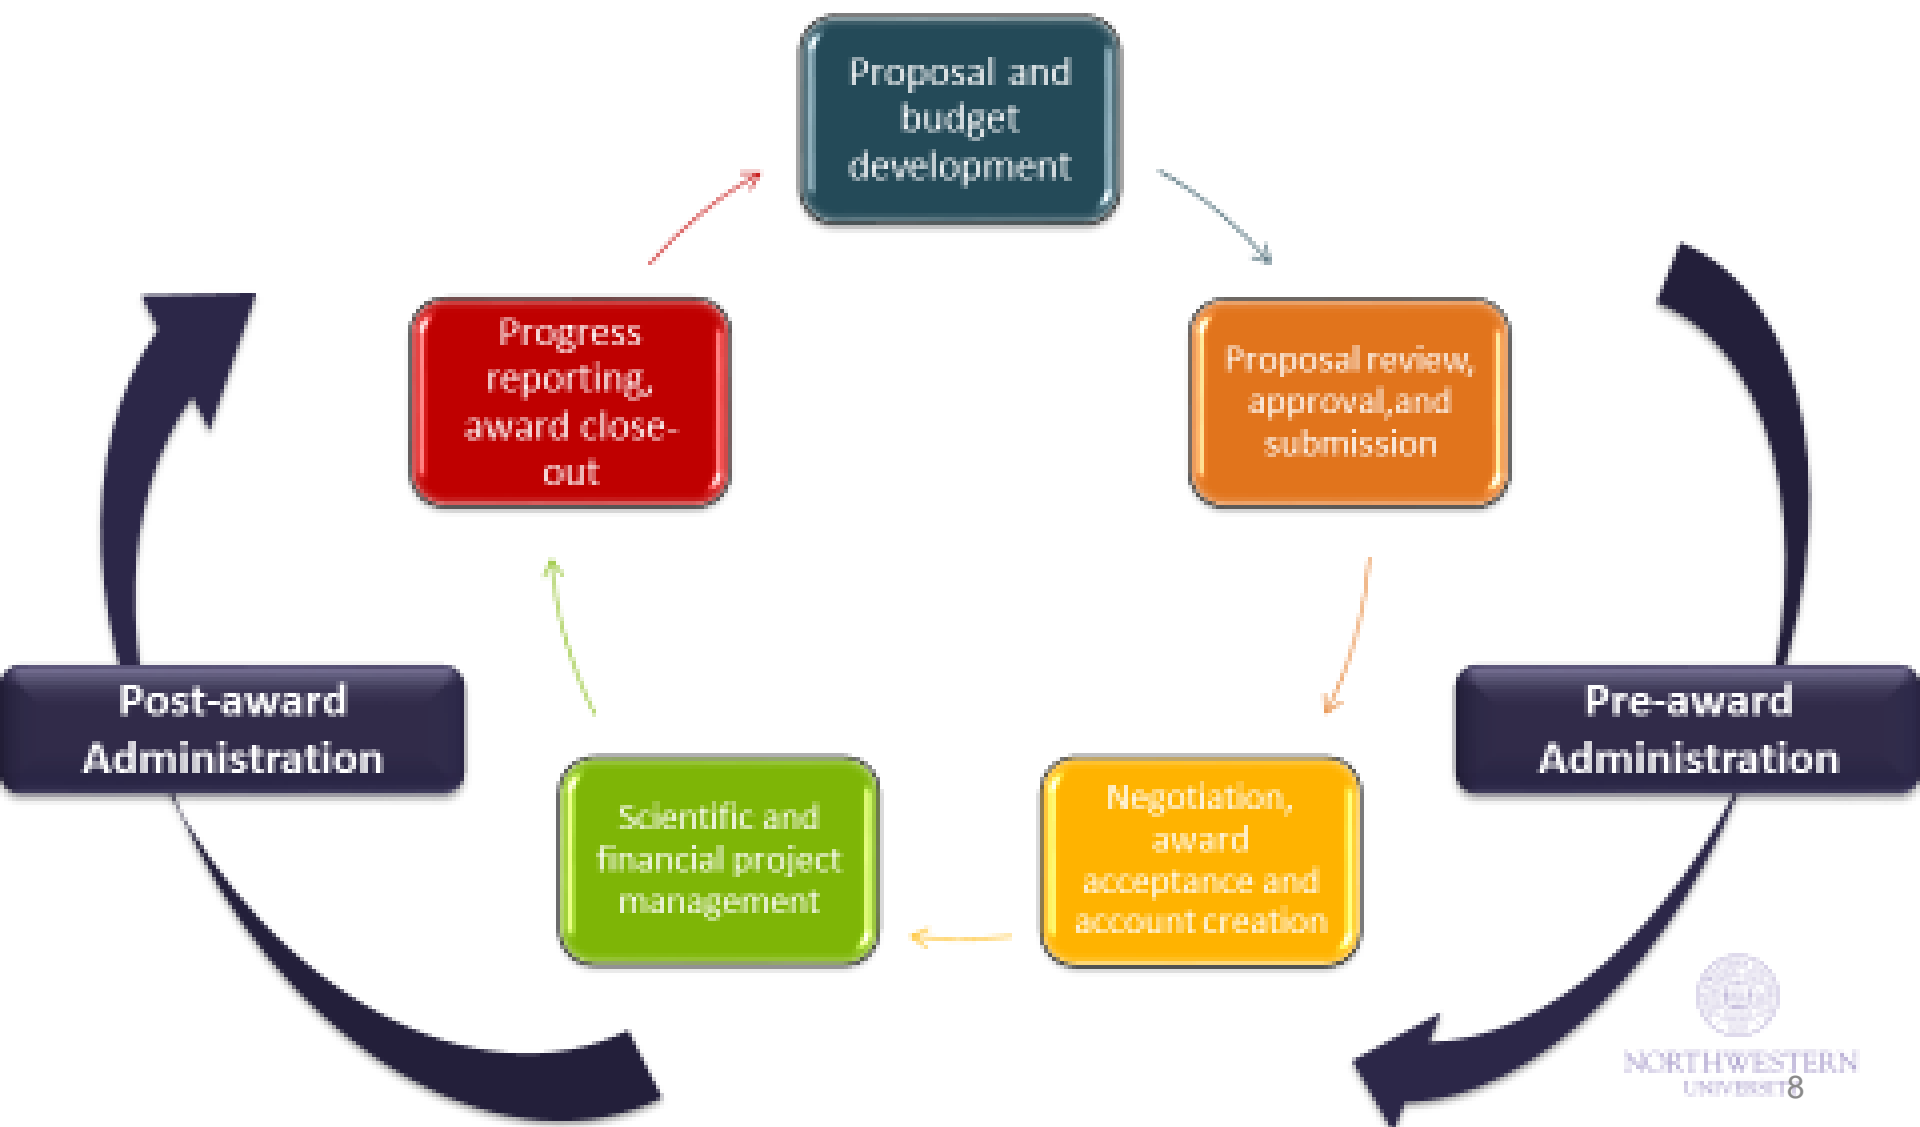 Proposal and
budget
development
Progress
reporting,
award close-
out
Proposal review,
approval,and
submission
Post-award
Administration
Pre-award
Administration
Scientific and
financial project
management
Negotiation,
award
acceptance and
account creation
NORTHWESTERN
UNIVERSITY
8